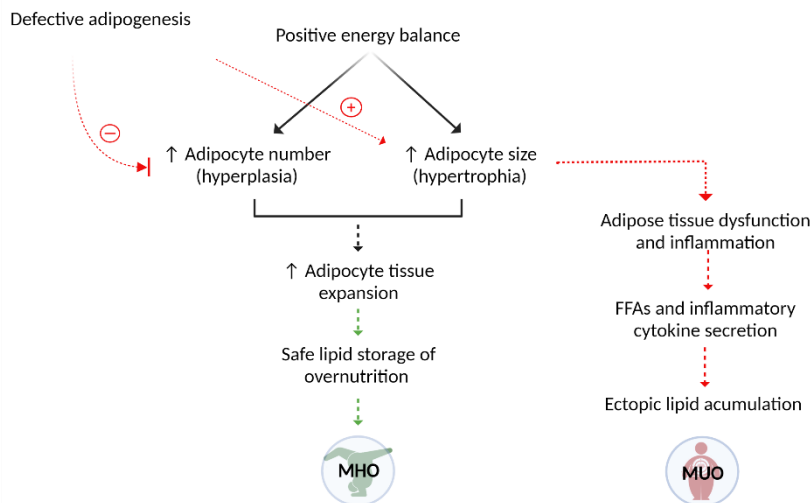 Defective adipogenesis
Positive energy balance
+
−
↑ Adipocyte number
(hyperplasia)
↑ Adipocyte size
(hypertrophia)
Adipose tissue dysfunction
and inflammation
↑ Adipocyte tissue
expansion
FFAs and inflammatory
cytokine secretion
Safe lipid storage of
overnutrition
Ectopic lipid acumulation
MHO
MUO